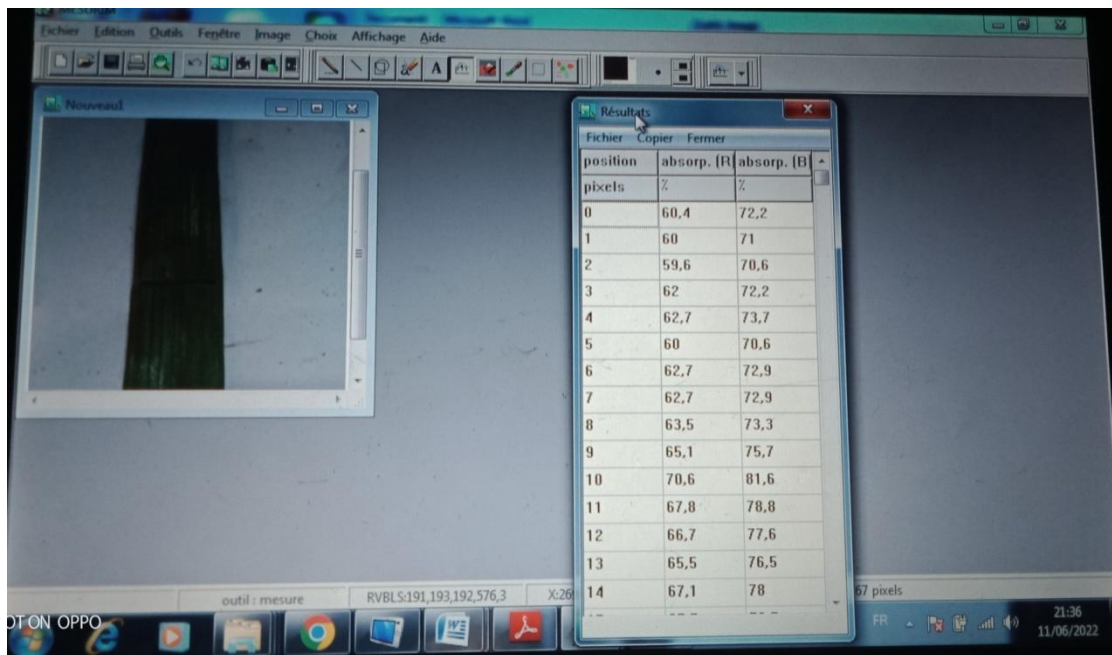 Fichier Edition Outils Fenêtre Image Choix Affichage Aide
A
Nouveau1
Résultats
Fichier Copier Fermer
position absorp. (R absorp. (B)
pixels % %
0 60,4 72,2
1 60 71
2 59,6 70,6
3 62 72,2
4 62,7 73,7
5 60 70,6
6 62,7 72,9
7 62,7 72,9
8 63,5 73,3
9 65,1 75,7
10 70,6 81,6
11 67,8 78,8
12 66,7 77,6
13 65,5 76,5
14 67,1 78
outil : mesure RVBLS:191,193,192,576,3 X:26 67 pixels
OT ON OPPO
FR
21:36
11/06/2022